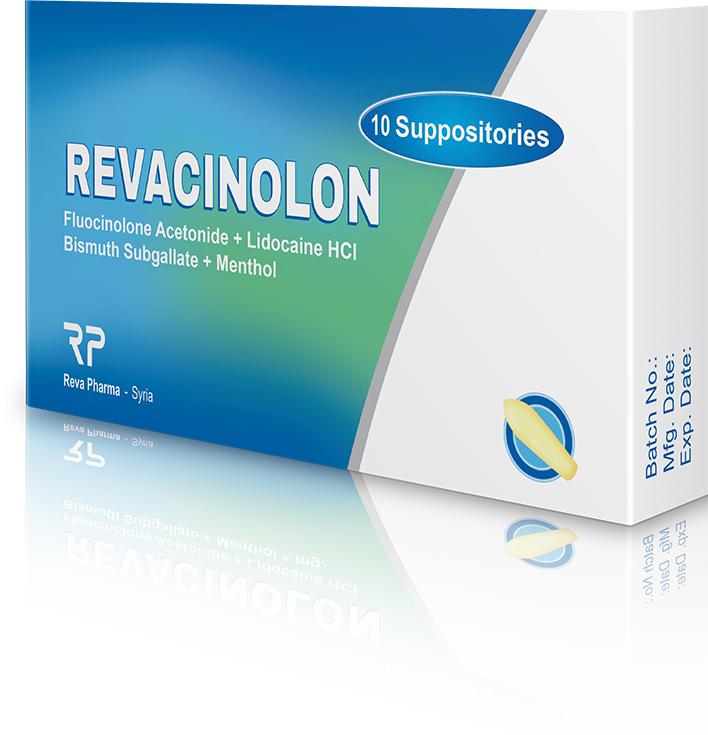 10 Suppositories
REVACINOLON
Fluocinolone Acetonide + Lidocaine HCl
Bismuth Subgallate + Menthol
RP
Reva Pharma - Syria
Batch No.:
Mfg. Date:
Exp. Date: